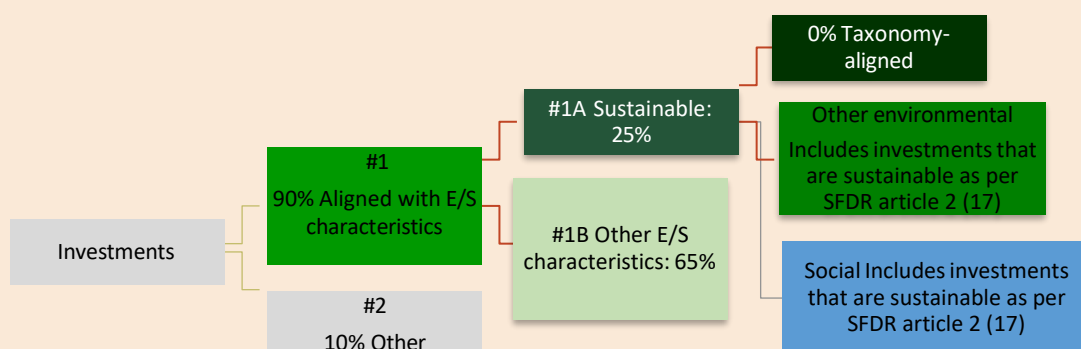 Investments
#1
90% Aligned with E/S
characteristics
#2
10% Other
#1A Sustainable:
25%
#1B Other E/S
characteristics: 65%
0% Taxonomy-
aligned
Other environmental
Includes investments that
are sustainable as per
SFDR article 2 (17)
Social Includes investments
that are sustainable as per
SFDR article 2 (17)